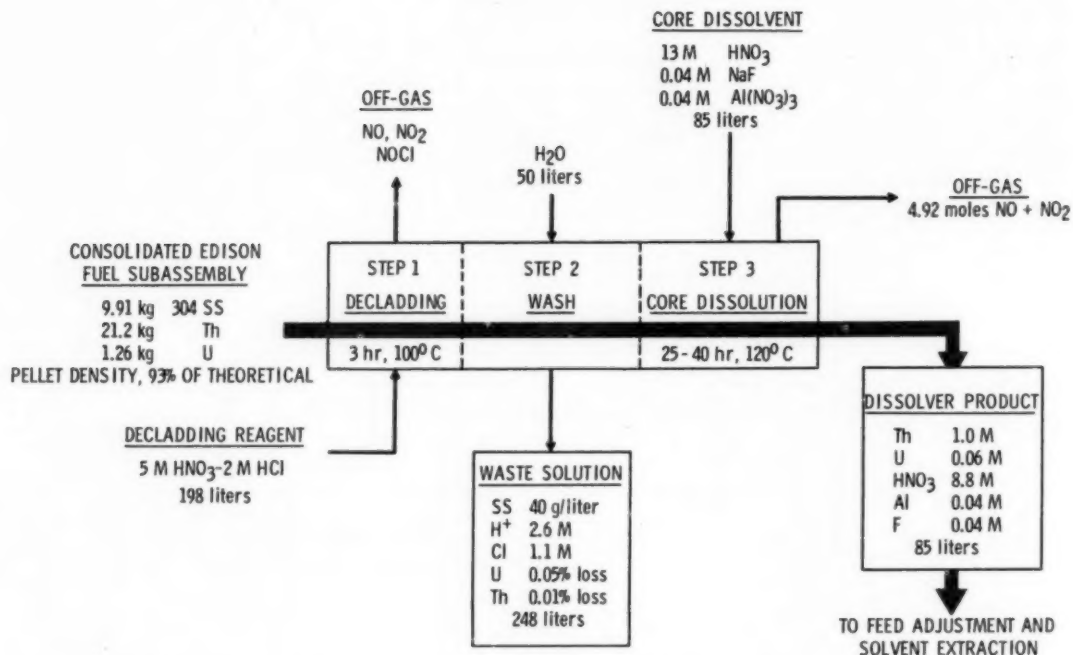 CORE DISSOLVENT
13 M HNO3
0.04 M NaF
0.04 M Al(NO3)3
85 liters
OFF-GAS
NO, NO2
NOCl
H2O
50 liters
OFF-GAS
4.92 moles NO + NO2
CONSOLIDATED EDISON
FUEL SUBASSEMBLY
9.91 kg 304 SS
21.2 kg Th
1.26 kg U
PELLET DENSITY, 93% OF THEORETICAL
STEP 1
DECLADDING
3 hr, 100⁰ C
STEP 2
WASH
STEP 3
CORE DISSOLUTION
25 - 40 hr, 120⁰ C
DECLADDING REAGENT
5 M HNO3-2 M HCl
198 liters
WASTE SOLUTION
SS 40 g/liter
H+ 2.6 M
Cl 1.1 M
U 0.05% loss
Th 0.01% loss
248 liters
DISSOLVER PRODUCT
Th 1.0 M
U 0.06 M
HNO3 8.8 M
Al 0.04 M
F 0.04 M
85 liters
TO FEED ADJUSTMENT AND
SOLVENT EXTRACTION